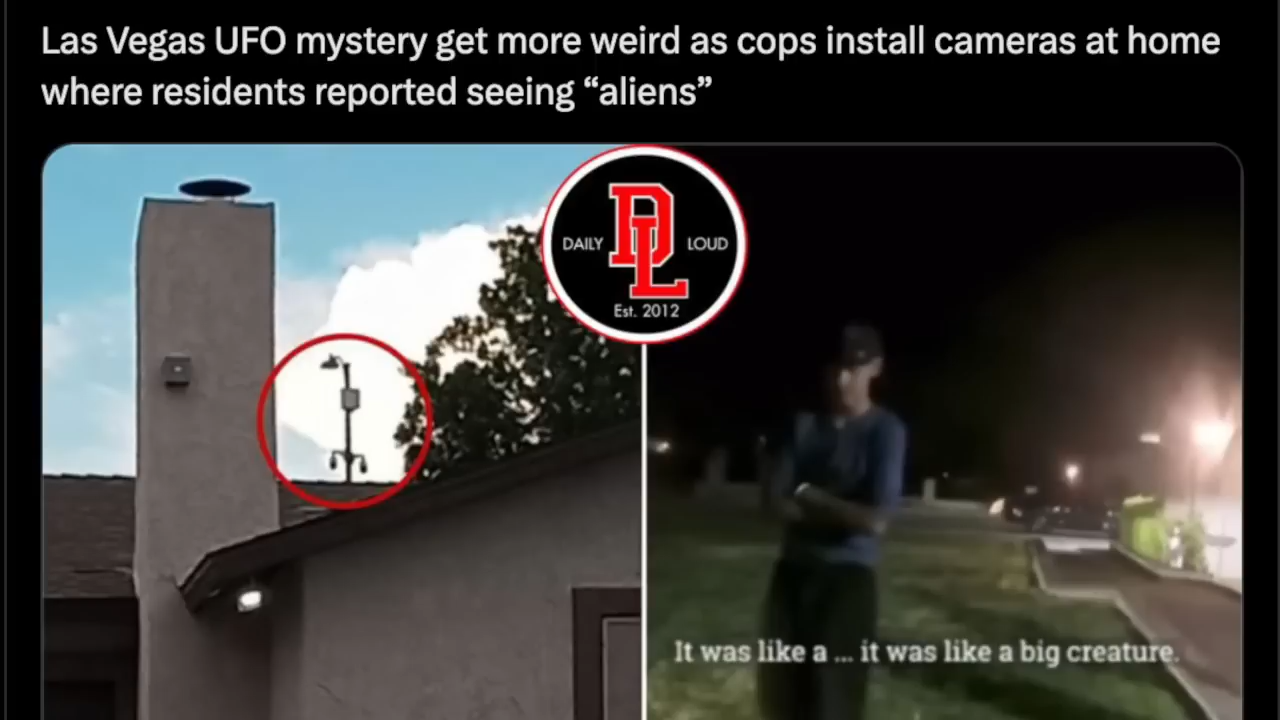 Las Vegas UFO mystery get more weird as cops install cameras at home
where residents reported seeing “aliens”
DAILY DL LOUD
Est. 2012
It was like a ... it was like a big creature.